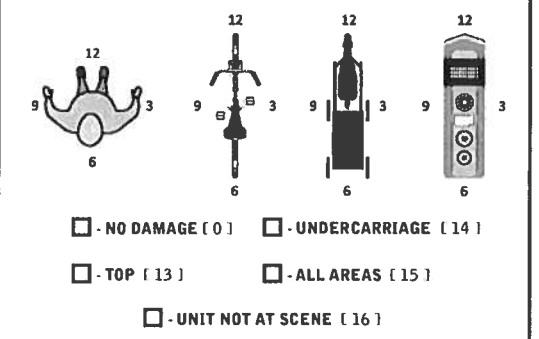 12 12 12 12
9 3 9 3 9 3 9 3
6 6 6 6
- NO DAMAGE [ 0 ] - UNDERCARRIAGE [ 14 ]
- TOP [ 13 ] - ALL AREAS [ 15 ]
- UNIT NOT AT SCENE [ 16 ]